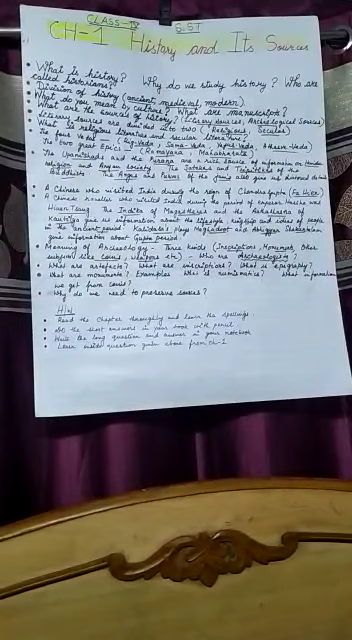 CLASS-IV S.ST
CH-1 History and Its Sources
• What is history? Why do we study history? Who are
called historians?
• Division of history (ancient, medieval, modern)
• What do you mean by culture? What are manuscripts?
• What are the sources of history? (Literary Sources, Archeological Sources)
• Literary sources are divided into two (Religious, Secular)
• What is religious literature and secular literature?
• The four Vedas (Rig-Veda, Sama-Veda, Yajur-Veda, Atharva-Veda)
• The two great Epics (Ramayana, Mahabharata)
• The Upanishads and the Purana are a rich source of information on Hindu
religion and Aryan Society. The Jatakas and Tripitakas of the
Buddhists. The Angas and Purvas of the Jains also give us historical details
• A Chinese who visited India during the reign of Chandragupta (Fa Hien)
• A Chinese traveller who visited India during the period of emperor Harsha was
Hiuen Tsang. The Indika of Magasthenes and the Arthashastra of
Kautilya give us information about the lifestyle, religion and cultures of people
in the ancient period. Kalidasa's plays Meghadoot and Abhigyan Shakuntalam
give information about Gupta period.
• Meaning of Archaeology - Three kinds (Inscriptions, Monument, Other
material like coins, weapons etc) - Who are archaeologists?
• What are artefacts? What are inscriptions? What is epigraphy?
• What are monuments? Examples What is numismatics? What information
we get from coins?
• Why do we need to preserve sources?
H/W
• Read the Chapter thoroughly and learn the spellings
• Do the short answers in your book with pencil
• Write the long question and answer in your notebook
• Learn question given above from Ch-1